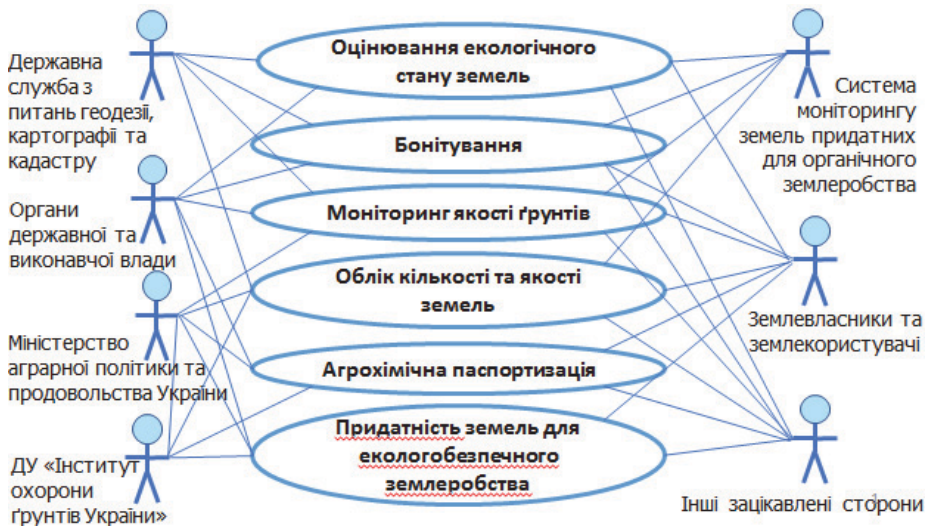 Державна
служба з
питань геодезії,
картографії та
кадастру
Органи
державної та
виконавчої влади
Міністерство
аграрної політики та
продовольства України
ДУ «Інститут
охорони
ґрунтів України»
Оцінювання екологічного
стану земель
Бонітування
Моніторинг якості ґрунтів
Облік кількості та якості
земель
Агрохімічна паспортизація
Придатність земель для
екологобезпечного
землеробства
Система
моніторингу
земель придатних
для органічного
землеробства
Землевласники та
землекористувачі
Інші зацікавлені сторони
1